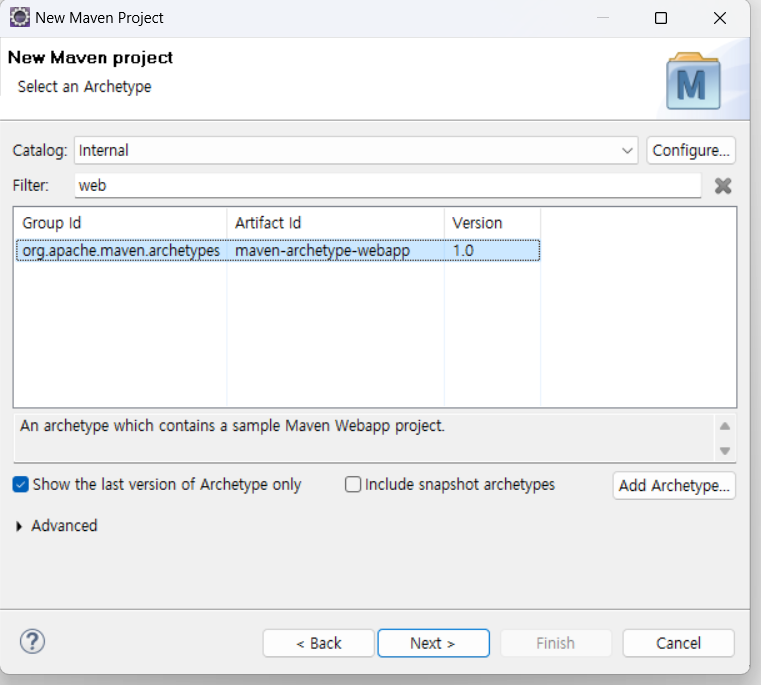 New Maven Project
New Maven project
Select an Archetype
M
Catalog: Internal Configure...
Filter: web
Group Id Artifact Id Version
org.apache.maven.archetypes maven-archetype-webapp 1.0
An archetype which contains a sample Maven Webapp project.
Show the last version of Archetype only Include snapshot archetypes Add Archetype...
Advanced
? < Back Next > Finish Cancel